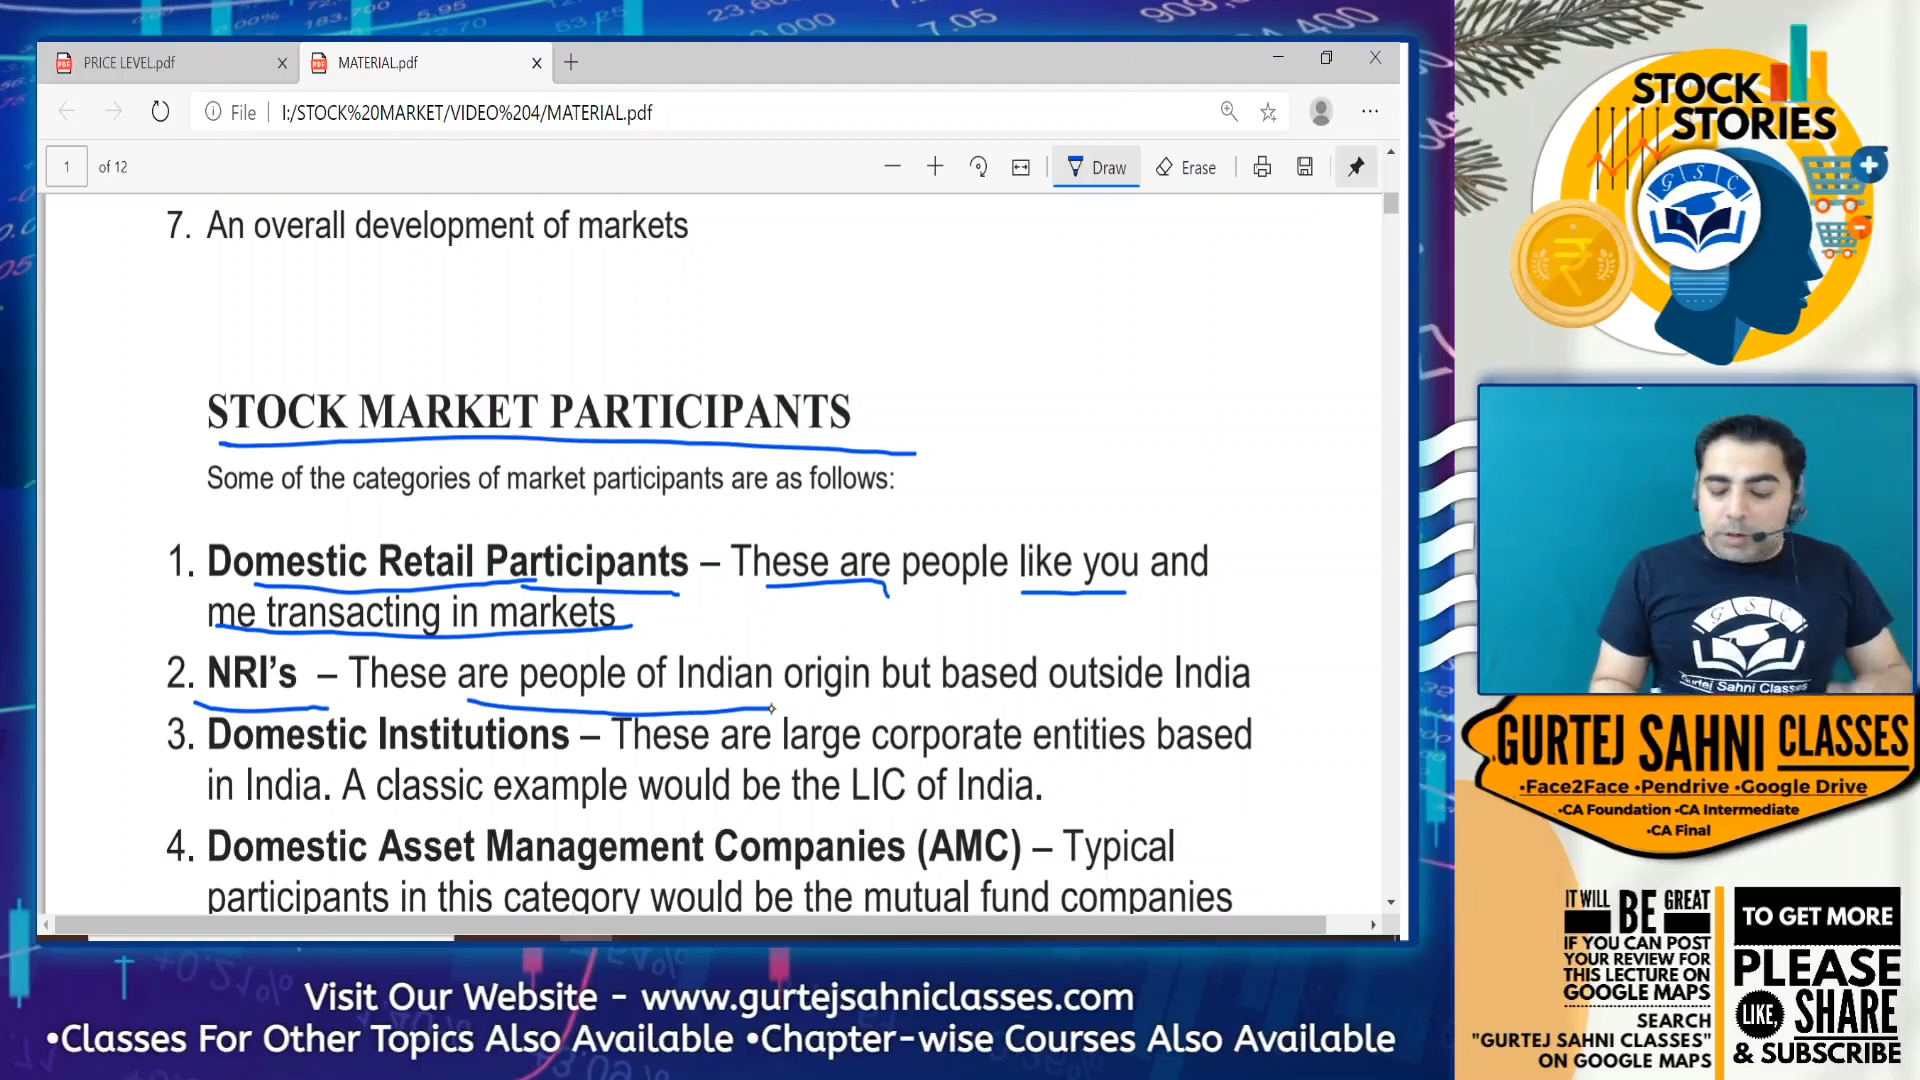 PRICE LEVEL.pdf
MATERIAL.pdf
File
I:/STOCK%20MARKET/VIDEO%204/MATERIAL.pdf
1 of 12
Draw
Erase
7. An overall development of markets
STOCK MARKET PARTICIPANTS
Some of the categories of market participants are as follows:
1. Domestic Retail Participants – These are people like you and
me transacting in markets
2. NRI's – These are people of Indian origin but based outside India
3. Domestic Institutions – These are large corporate entities based
in India. A classic example would be the LIC of India.
4. Domestic Asset Management Companies (AMC) – Typical
participants in this category would be the mutual fund companies
STOCK
STORIES
GSC
GSC
Gurtej Sahni Classes
GURTEJ SAHNI CLASSES
•Face2Face •Pendrive •Google Drive
•CA Foundation •CA Intermediate
•CA Final
IT WILL BE GREAT
IF YOU CAN POST
YOUR REVIEW FOR
THIS LECTURE ON
GOOGLE MAPS
SEARCH
"GURTEJ SAHNI CLASSES"
ON GOOGLE MAPS
TO GET MORE
PLEASE
LIKE, SHARE
& SUBSCRIBE
Visit Our Website - www.gurtejsahniclasses.com
•Classes For Other Topics Also Available •Chapter-wise Courses Also Available